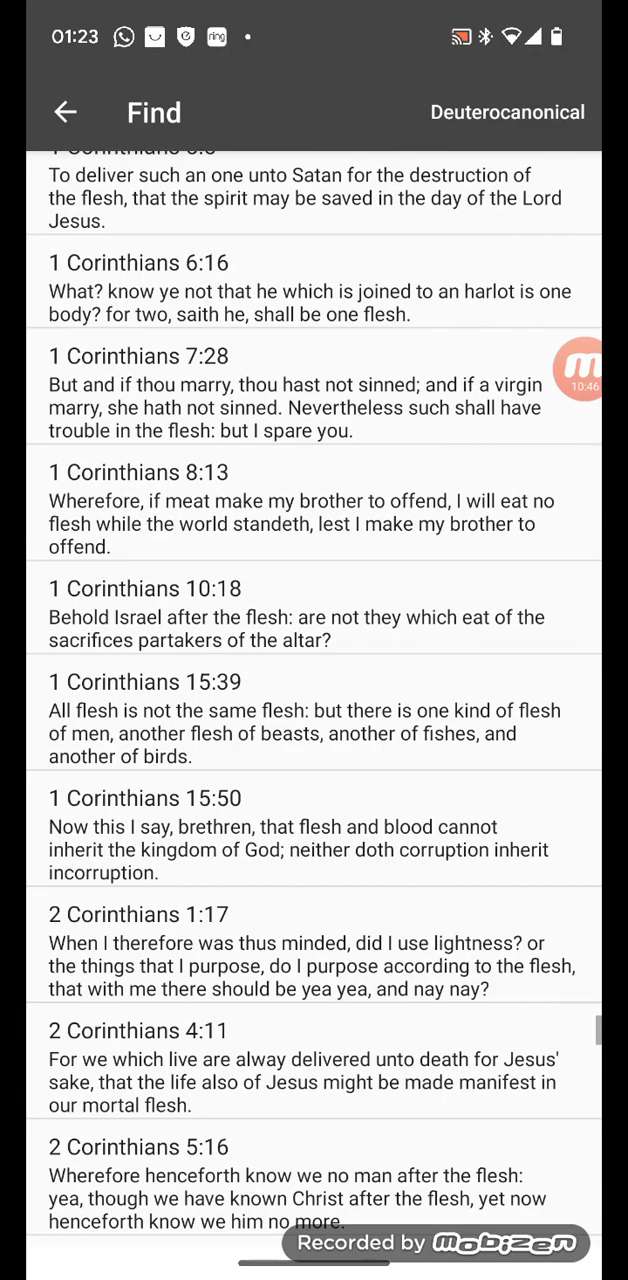 01:23
ring
Find
Deuterocanonical
To deliver such an one unto Satan for the destruction of
the flesh, that the spirit may be saved in the day of the Lord
Jesus.
1 Corinthians 6:16
What? know ye not that he which is joined to an harlot is one
body? for two, saith he, shall be one flesh.
1 Corinthians 7:28
But and if thou marry, thou hast not sinned; and if a virgin
marry, she hath not sinned. Nevertheless such shall have
trouble in the flesh: but I spare you.
m
10:46
1 Corinthians 8:13
Wherefore, if meat make my brother to offend, I will eat no
flesh while the world standeth, lest I make my brother to
offend.
1 Corinthians 10:18
Behold Israel after the flesh: are not they which eat of the
sacrifices partakers of the altar?
1 Corinthians 15:39
All flesh is not the same flesh: but there is one kind of flesh
of men, another flesh of beasts, another of fishes, and
another of birds.
1 Corinthians 15:50
Now this I say, brethren, that flesh and blood cannot
inherit the kingdom of God; neither doth corruption inherit
incorruption.
2 Corinthians 1:17
When I therefore was thus minded, did I use lightness? or
the things that I purpose, do I purpose according to the flesh,
that with me there should be yea yea, and nay nay?
2 Corinthians 4:11
For we which live are alway delivered unto death for Jesus'
sake, that the life also of Jesus might be made manifest in
our mortal flesh.
2 Corinthians 5:16
Wherefore henceforth know we no man after the flesh:
yea, though we have known Christ after the flesh, yet now
henceforth know we him no more.
Recorded by mobizen